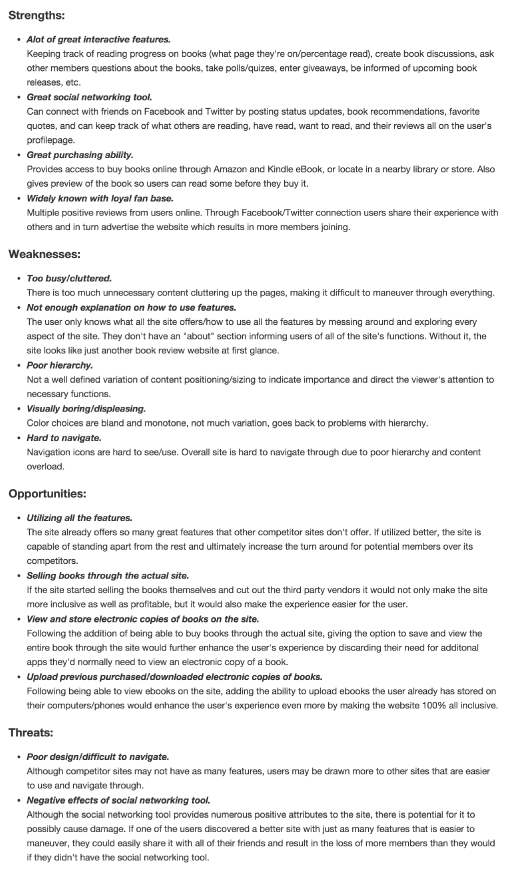 Strengths:
• Alot of great interactive features.
Keeping track of reading progress on books (what page they're on/percentage read), create book discussions, ask
other members questions about the books, take polls/quizes, enter giveaways, be informed of upcoming book
releases, etc.
• Great social networking tool.
Can connect with friends on Facebook and Twitter by posting status updates, book recommendations, favorite
quotes, and can keep track of what others are reading, have read, want to read, and their reviews all on the user's
profilepage.
• Great purchasing ability.
Provides access to buy books online through Amazon and Kindle eBook, or locate in a nearby library or store. Also
gives preview of the book so users can read some before they buy it.
• Widely known with loyal fan base.
Multiple positive reviews from users online. Through Facebook/Twitter connection users share their experience with
others and in turn advertise the website which results in more members joining.
Weaknesses:
• Too busy/cluttered.
There is too much unnecessary content cluttering up the pages, making it difficult to maneuver through everything.
• Not enough explanation on how to use features.
The user only knows what all the site offers/how to use all the features by messing around and exploring every
aspect of the site. They don't have an "about" section informing users of all of the site's functions. Without it, the
site looks like just another book review website at first glance.
• Poor hierarchy.
Not a well defined variation of content positioning/sizing to indicate importance and direct the viewer's attention to
necessary functions.
• Visually boring/displeasing.
Color choices are bland and monotone, not much variation, goes back to problems with hierarchy.
• Hard to navigate.
Navigation icons are hard to see/use. Overall site is hard to navigate through due to poor hierarchy and content
overload.
Opportunities:
• Utilizing all the features.
The site already offers so many great features that other competitor sites don't offer. If utilized better, the site is
capable of standing apart from the rest and ultimately increase the turn around for potential members over its
competitors.
• Selling books through the actual site.
If the site started selling the books themselves and cut out the third party vendors it would not only make the site
more inclusive as well as profitable, but it would also make the experience easier for the user.
• View and store electronic copies of books on the site.
Following the addition of being able to buy books through the actual site, giving the option to save and view the
entire book through the site would further enhance the user's experience by discarding their need for additonal
apps they'd normally need to view an electronic copy of a book.
• Upload previous purchased/downloaded electronic copies of books.
Following being able to view ebooks on the site, adding the ability to upload ebooks the user already has stored on
their computers/phones would enhance the user's experience even more by making the website 100% all inclusive.
Threats:
• Poor design/difficult to navigate.
Although competitor sites may not have as many features, users may be drawn more to other sites that are easier
to use and navigate through.
• Negative effects of social networking tool.
Although the social networking tool provides numerous positive attributes to the site, there is potential for it to
possibly cause damage. If one of the users discovered a better site with just as many features that is easier to
maneuver, they could easily share it with all of their friends and result in the loss of more members than they would
if they didn't have the social networking tool.